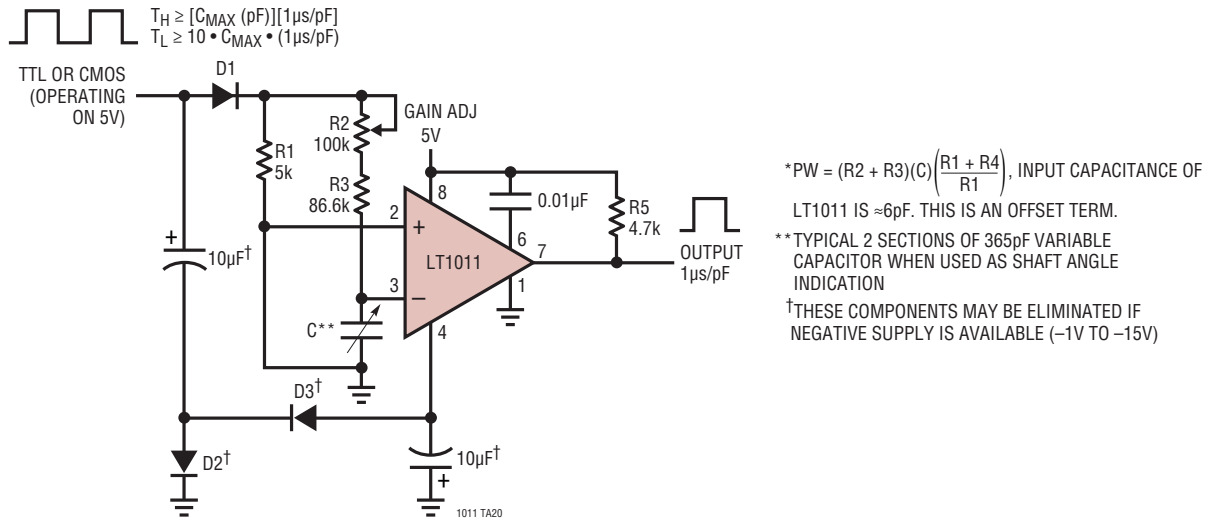 T_H ≥ [C_MAX (pF)][1µs/pF]
T_L ≥ 10 • C_MAX • (1µs/pF)
TTL OR CMOS
(OPERATING
ON 5V)
D1
R1
5k
R2
100k
R3
86.6k
GAIN ADJ
5V
8
0.01µF
R5
4.7k
2
+
6
7
LT1011
3
–
1
4
OUTPUT
1µs/pF
+
10µF†
C**
D3†
D2†
10µF†
+
1011 TA20
*PW = (R2 + R3)(C)((R1 + R4)/R1), INPUT CAPACITANCE OF
LT1011 IS ≈6pF. THIS IS AN OFFSET TERM.
**TYPICAL 2 SECTIONS OF 365pF VARIABLE
CAPACITOR WHEN USED AS SHAFT ANGLE
INDICATION
†THESE COMPONENTS MAY BE ELIMINATED IF
NEGATIVE SUPPLY IS AVAILABLE (–1V TO –15V)